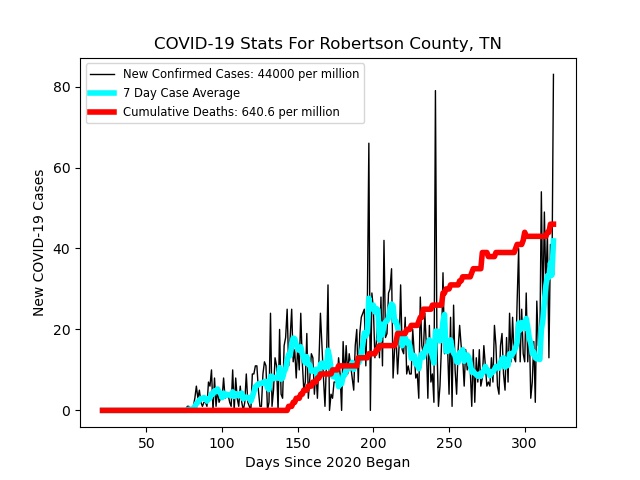 COVID-19 Stats For Robertson County, TN
New Confirmed Cases: 44000 per million
7 Day Case Average
Cumulative Deaths: 640.6 per million
New COVID-19 Cases
80
60
40
20
0
50 100 150 200 250 300
Days Since 2020 Began